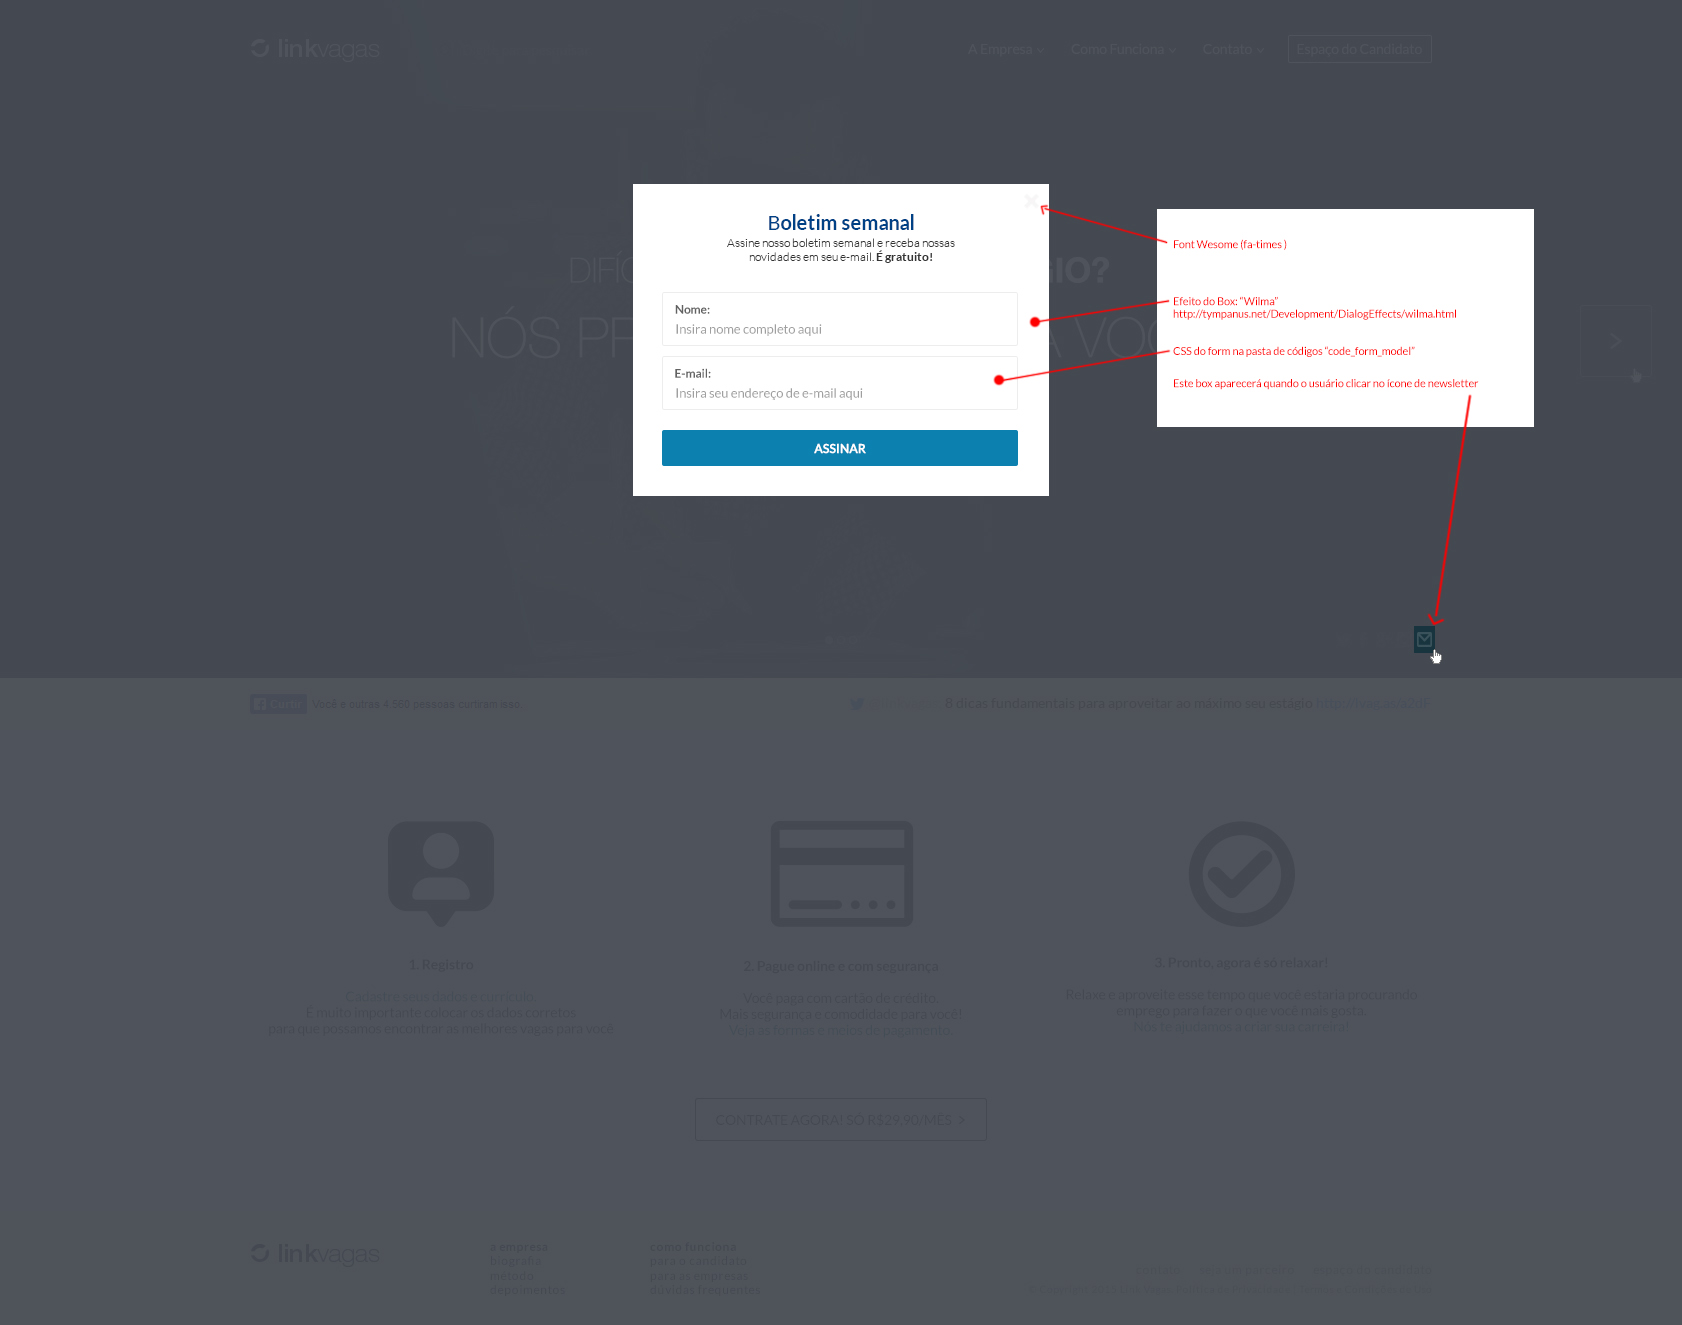 linkvagas
A Empresa Como Funciona Contato Espaço do Candidato
Boletim semanal
Assine nosso boletim semanal e receba nossas
novidades em seu e-mail. É gratuito!
Nome:
Insira nome completo aqui
E-mail:
Insira seu endereço de e-mail aqui
ASSINAR
Font Wesome (fa-times )
Efeito do Box: “Wilma”
http://tympanus.net/Development/DialogEffects/wilma.html
CSS do form na pasta de códigos “code_form_model”
Este box aparecerá quando o usuário clicar no ícone de newsletter
DIFÍC GIO?
NÓS PR A VOC
Curtir Você e outras 4.560 pessoas curtiram isso.
8 dicas fundamentais para aproveitar ao máximo seu estágio
1. Registro
Cadastre seus dados e currículo.
É muito importante colocar os dados corretos
para que possamos encontrar as melhores vagas para você
2. Pague online e com segurança
Você paga com cartão de crédito.
Mais segurança e comodidade para você!
Veja as formas e meios de pagamento.
3. Pronto, agora é só relaxar!
Relaxe e aproveite esse tempo que você estaria procurando
emprego para fazer o que você mais gosta.
Nós te ajudamos a criar sua carreira!
CONTRATE AGORA! SÓ R$29,90/MÊS >
linkvagas
a empresa
biografia
método
depoimentos
como funciona
para o candidato
para as empresas
dúvidas frequentes